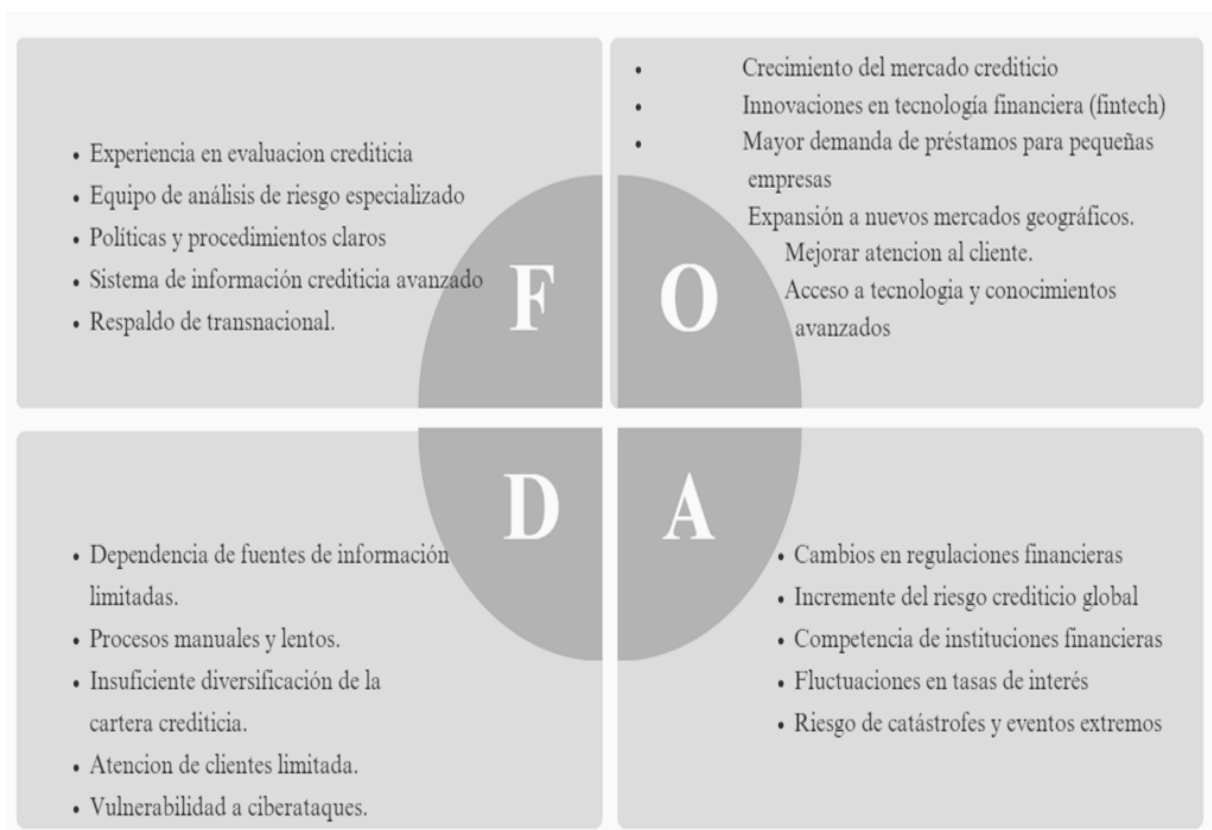 • Experiencia en evaluacion crediticia
• Equipo de análisis de riesgo especializado
• Políticas y procedimientos claros
• Sistema de información crediticia avanzado
• Respaldo de transnacional.
F
• Crecimiento del mercado crediticio
• Innovaciones en tecnología financiera (fintech)
• Mayor demanda de préstamos para pequeñas
empresas
Expansión a nuevos mercados geográficos.
Mejorar atencion al cliente.
Acceso a tecnologia y conocimientos
avanzados
O
D
• Dependencia de fuentes de información
limitadas.
• Procesos manuales y lentos.
• Insuficiente diversificación de la
cartera crediticia.
• Atencion de clientes limitada.
• Vulnerabilidad a ciberataques.
A
• Cambios en regulaciones financieras
• Incremente del riesgo crediticio global
• Competencia de instituciones financieras
• Fluctuaciones en tasas de interés
• Riesgo de catástrofes y eventos extremos